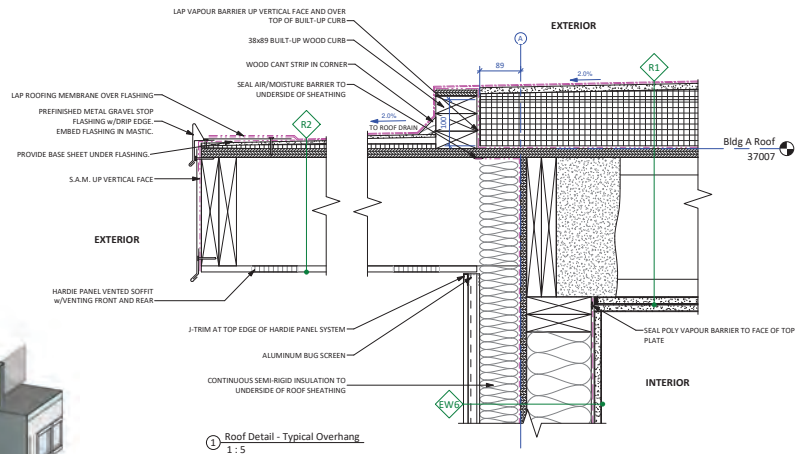 LAP VAPOUR BARRIER UP VERTICAL FACE AND OVER
TOP OF BUILT-UP CURB
38x89 BUILT-UP WOOD CURB
WOOD CANT STRIP IN CORNER
SEAL AIR/MOISTURE BARRIER TO
UNDERSIDE OF SHEATHING
EXTERIOR
A
89
2.0%
R1
LAP ROOFING MEMBRANE OVER FLASHING
PREFINISHED METAL GRAVEL STOP
FLASHING w/DRIP EDGE.
EMBED FLASHING IN MASTIC.
R2
2.0%
TO ROOF DRAIN
100
PROVIDE BASE SHEET UNDER FLASHING.
Bldg A Roof
37007
S.A.M. UP VERTICAL FACE
EXTERIOR
HARDIE PANEL VENTED SOFFIT
w/VENTING FRONT AND REAR
J-TRIM AT TOP EDGE OF HARDIE PANEL SYSTEM
SEAL POLY VAPOUR BARRIER TO FACE OF TOP
PLATE
ALUMINUM BUG SCREEN
CONTINUOUS SEMI-RIGID INSULATION TO
UNDERSIDE OF ROOF SHEATHING
INTERIOR
EW6
1 Roof Detail - Typical Overhang
1 : 5